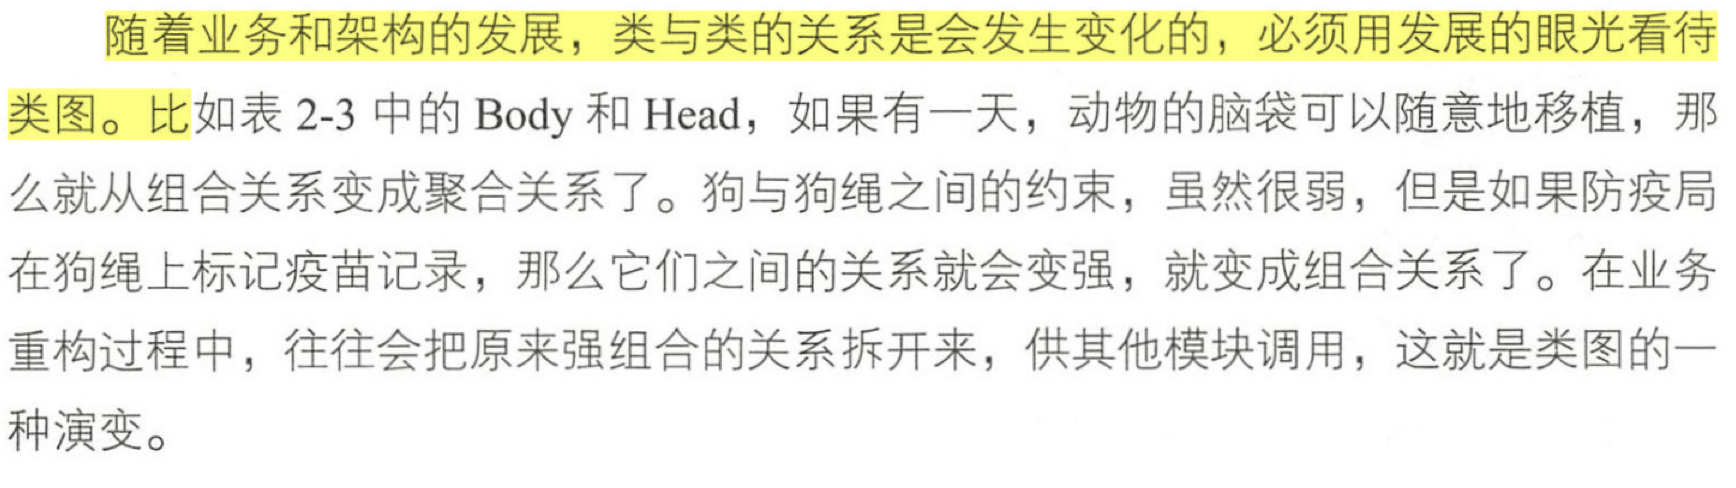 随着业务和架构的发展，类与类的关系是会发生变化的，必须用发展的眼光看待
类图。比如表 2-3 中的 Body 和 Head，如果有一天，动物的脑袋可以随意地移植，那
么就从组合关系变成聚合关系了。狗与狗绳之间的约束，虽然很弱，但是如果防疫局
在狗绳上标记疫苗记录，那么它们之间的关系就会变强，就变成组合关系了。在业务
重构过程中，往往会把原来强组合的关系拆开来，供其他模块调用，这就是类图的一
种演变。